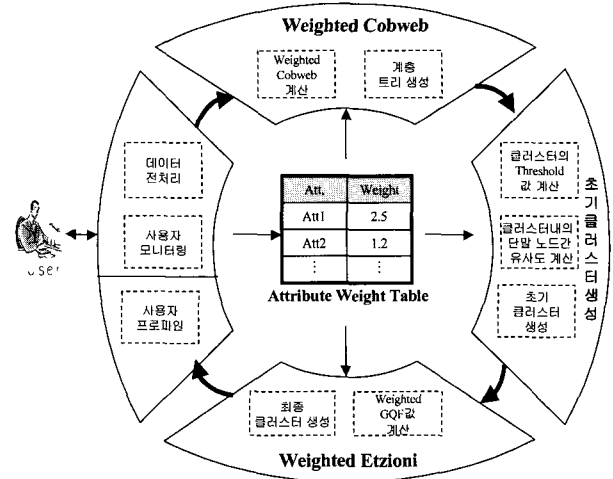 Weighted Cobweb
Weighted
Cobweb
계산
계층
트리 생성
데이터
전처리
사용자
모니터링
사용자
프로파일
user
Att.
Weight
Att1
2.5
Att2
1.2
⋮
⋮
Attribute Weight Table
클러스터의
Threshold
값 계산
클러스터내의
단말 노드간
유사도 계산
초기
클러스터
생성
초기클러스터생성
최종
클러스터 생성
Weighted
GQF값
계산
Weighted Etzioni